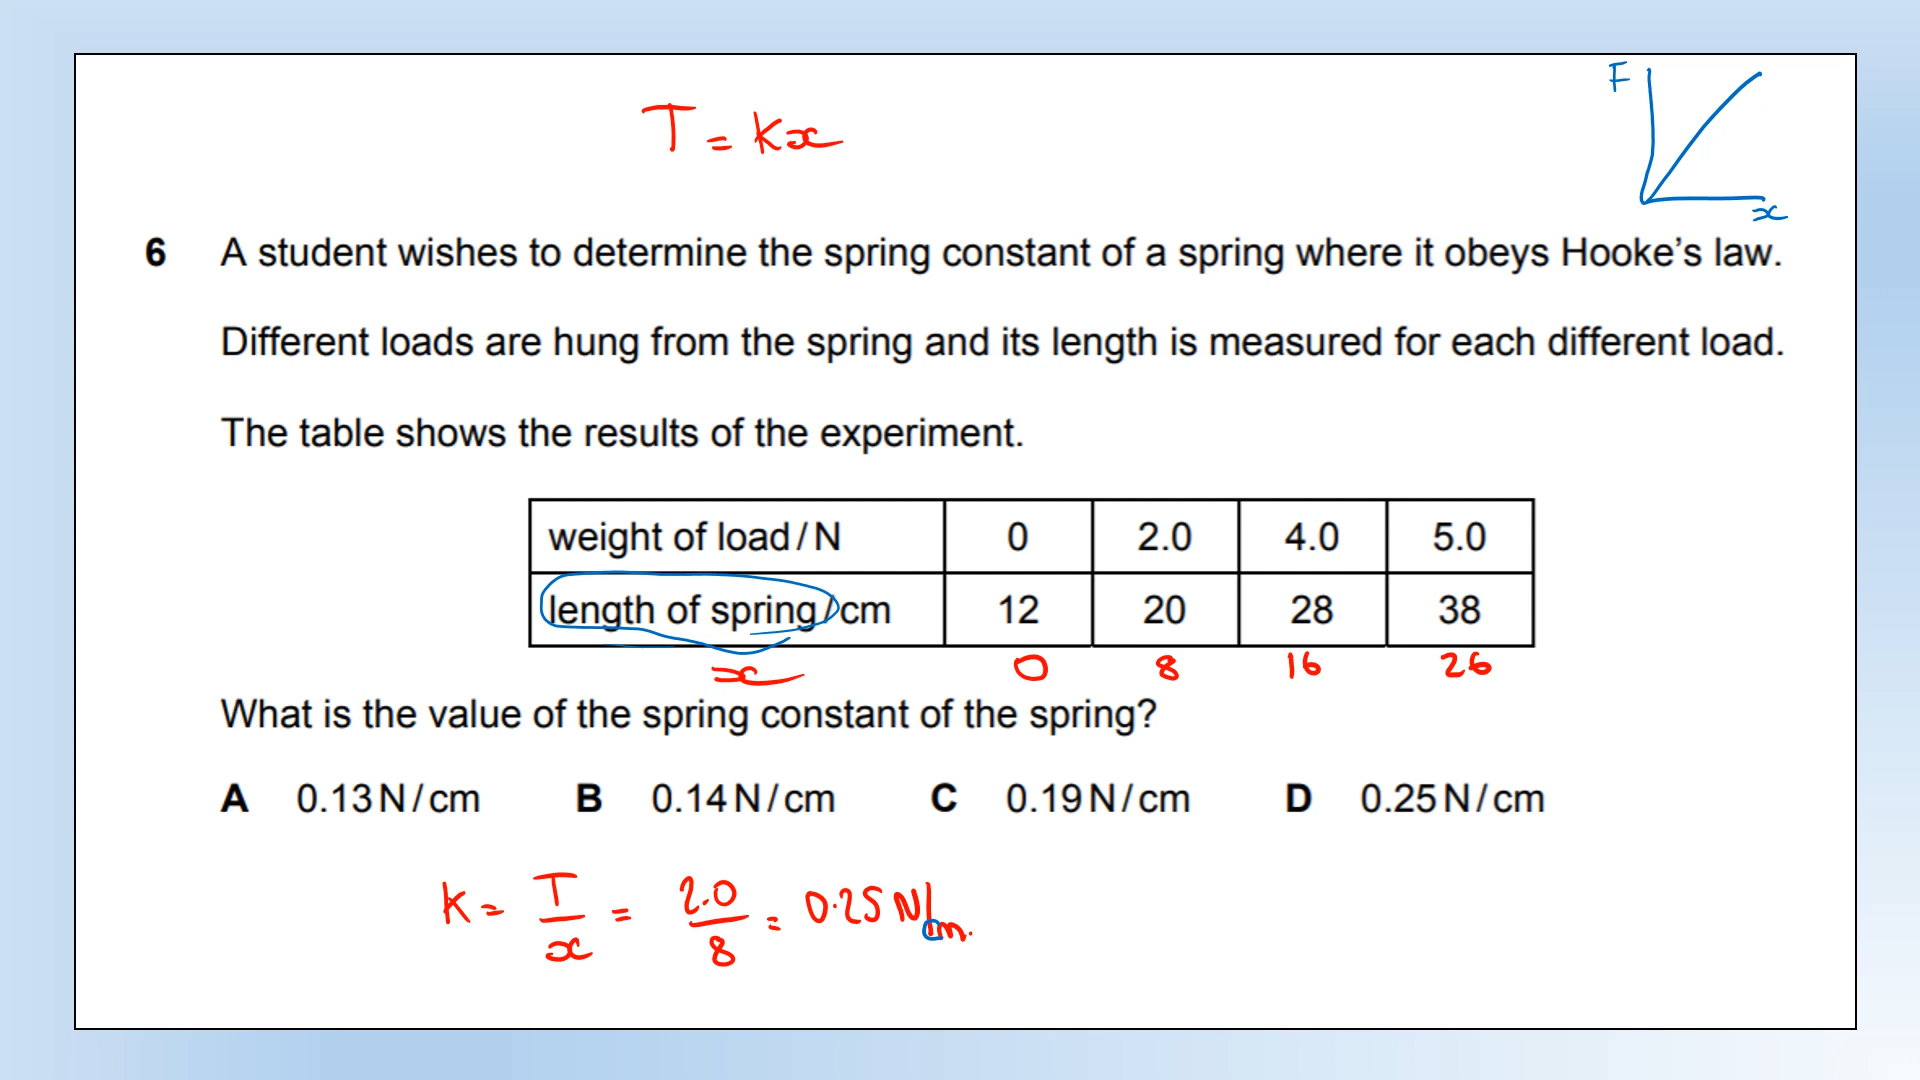 F
T = kx
x
6 A student wishes to determine the spring constant of a spring where it obeys Hooke's law.
Different loads are hung from the spring and its length is measured for each different load.
The table shows the results of the experiment.
weight of load / N 0 2.0 4.0 5.0
length of spring / cm 12 20 28 38
x 0 8 16 26
What is the value of the spring constant of the spring?
A 0.13 N / cm B 0.14 N / cm C 0.19 N / cm D 0.25 N / cm
k = T/x = 2.0/8 = 0.25 N/cm.